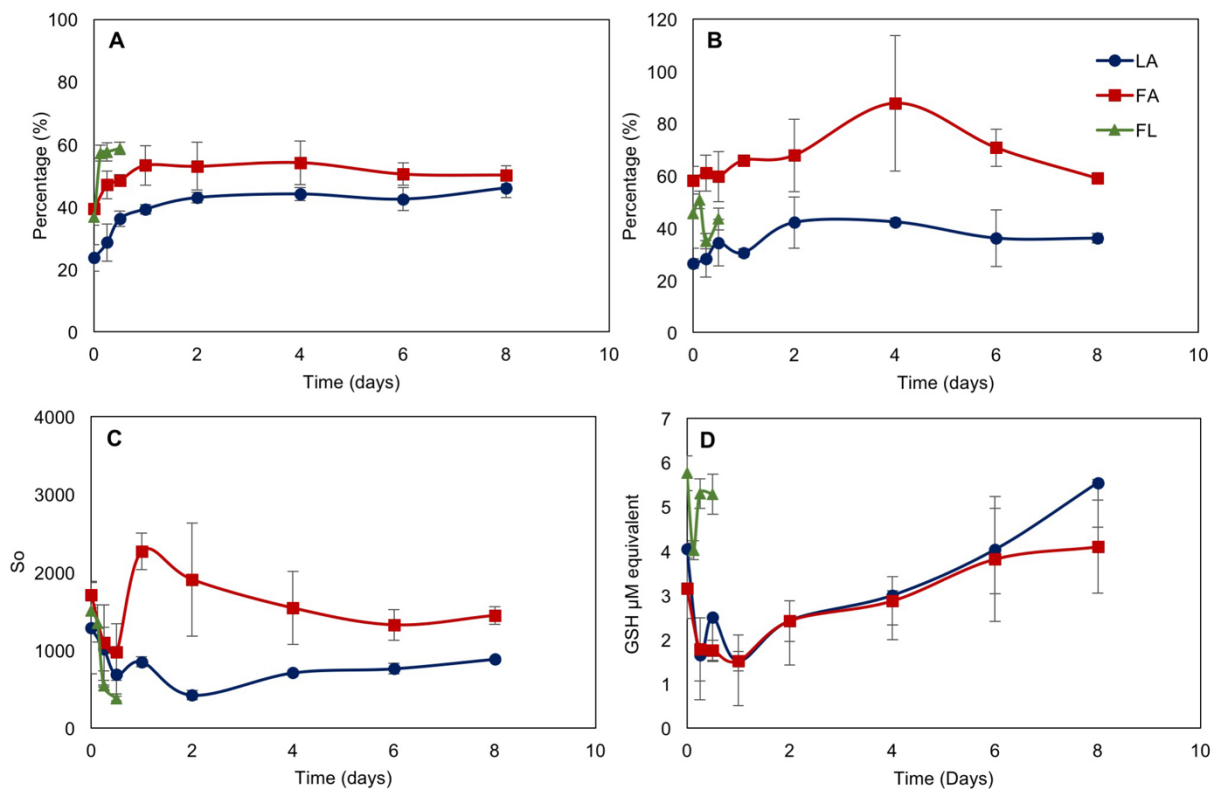 A
Percentage (%)
100
80
60
40
20
0
0 2 4 6 8 10
Time (days)
B
LA
FA
FL
Percentage (%)
120
100
80
60
40
20
0
0 2 4 6 8 10
Time (days)
C
So
4000
3000
2000
1000
0
0 2 4 6 8 10
Time (days)
D
GSH µM equivalent
7
6
5
4
3
2
1
0
0 2 4 6 8 10
Time (Days)